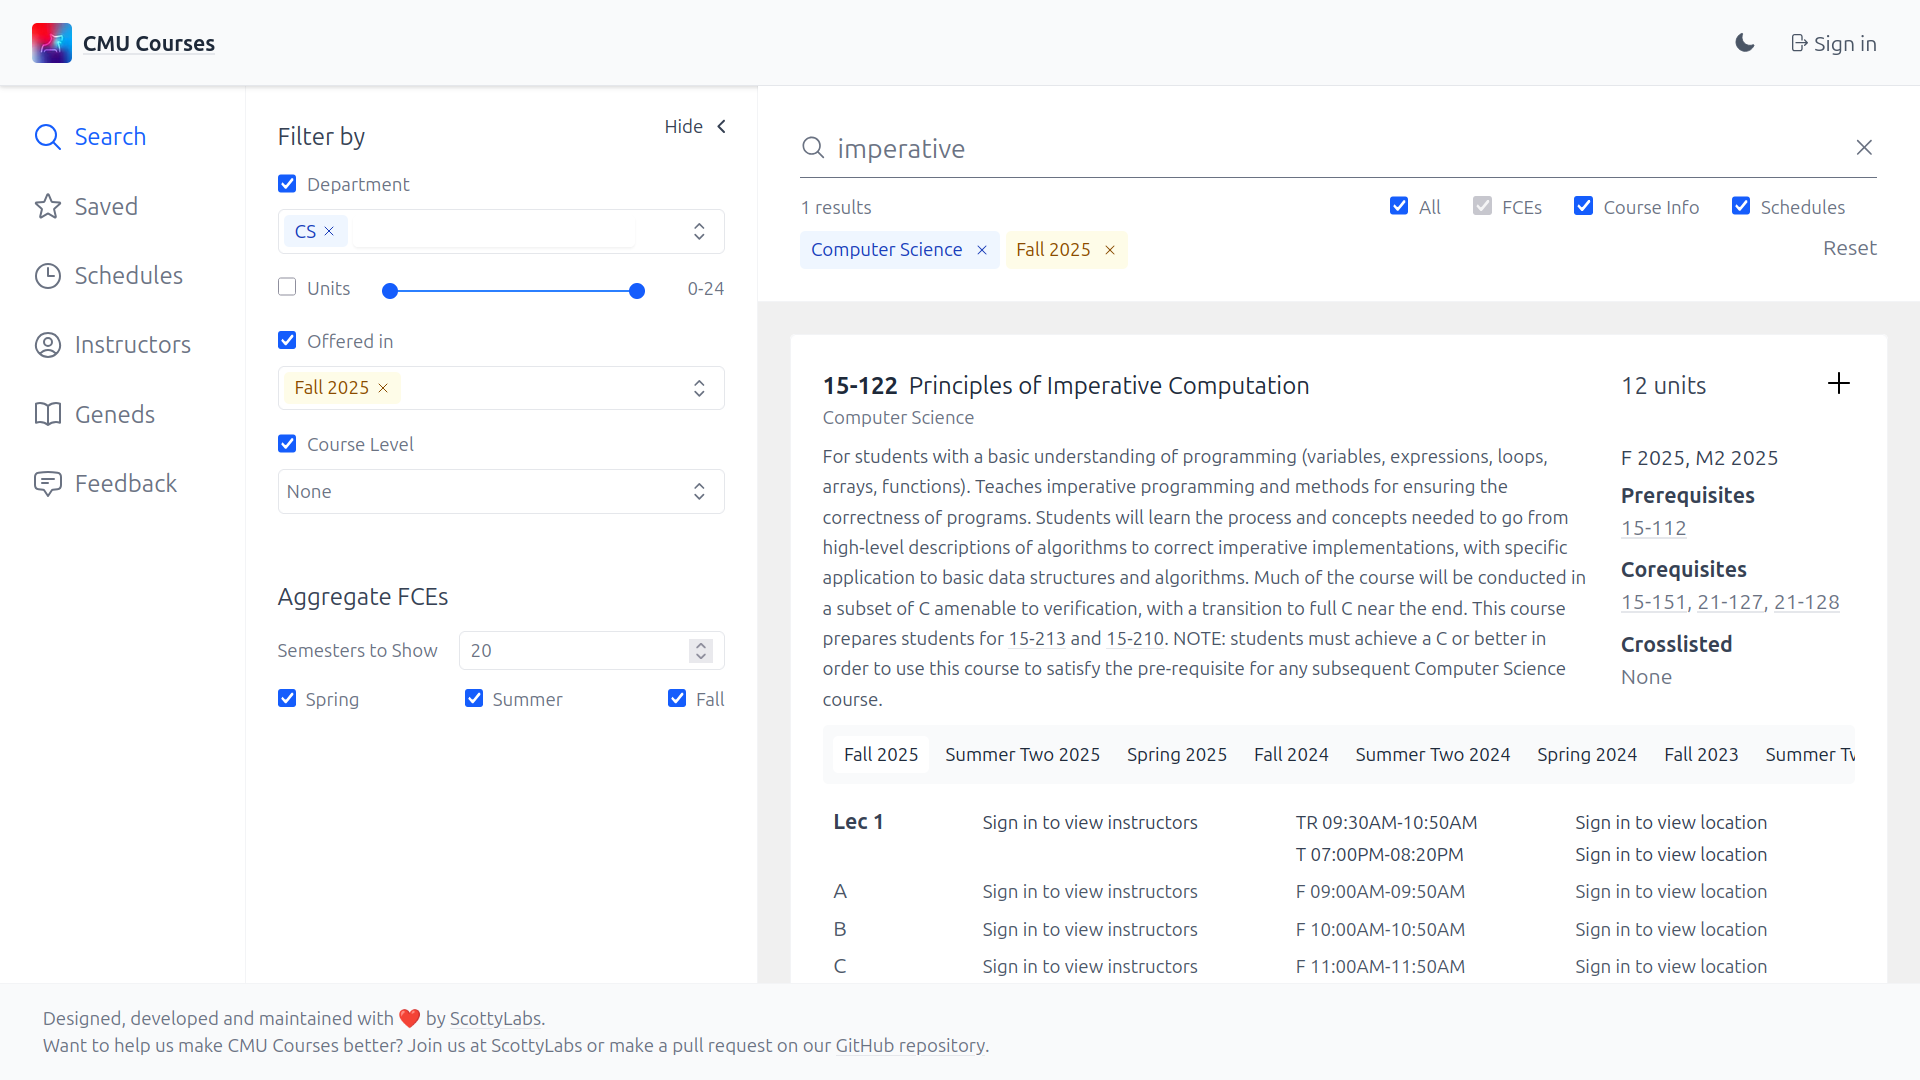 CMU Courses
Sign in
Search
Saved
Schedules
Instructors
Geneds
Feedback
Filter by
Hide
Department
CS
Units
0-24
Offered in
Fall 2025
Course Level
None
Aggregate FCEs
Semesters to Show
20
Spring
Summer
Fall
imperative
1 results
All
FCEs
Course Info
Schedules
Computer Science
Fall 2025
Reset
15-122 Principles of Imperative Computation
Computer Science
12 units
For students with a basic understanding of programming (variables, expressions, loops,
arrays, functions). Teaches imperative programming and methods for ensuring the
correctness of programs. Students will learn the process and concepts needed to go from
high-level descriptions of algorithms to correct imperative implementations, with specific
application to basic data structures and algorithms. Much of the course will be conducted in
a subset of C amenable to verification, with a transition to full C near the end. This course
prepares students for 15-213 and 15-210. NOTE: students must achieve a C or better in
order to use this course to satisfy the pre-requisite for any subsequent Computer Science
course.
F 2025, M2 2025
Prerequisites
15-112
Corequisites
15-151, 21-127, 21-128
Crosslisted
None
Fall 2025 Summer Two 2025 Spring 2025 Fall 2024 Summer Two 2024 Spring 2024 Fall 2023 Summer
Lec 1 Sign in to view instructors TR 09:30AM-10:50AM Sign in to view location
T 07:00PM-08:20PM Sign in to view location
A Sign in to view instructors F 09:00AM-09:50AM Sign in to view location
B Sign in to view instructors F 10:00AM-10:50AM Sign in to view location
C Sign in to view instructors F 11:00AM-11:50AM Sign in to view location
Designed, developed and maintained with ❤️ by ScottyLabs.
Want to help us make CMU Courses better? Join us at ScottyLabs or make a pull request on our GitHub repository.